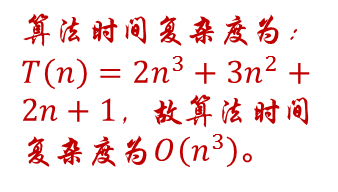 算法时间复杂度为：
T(n) = 2n³ + 3n² +
2n + 1，故算法时间
复杂度为O(n³)。